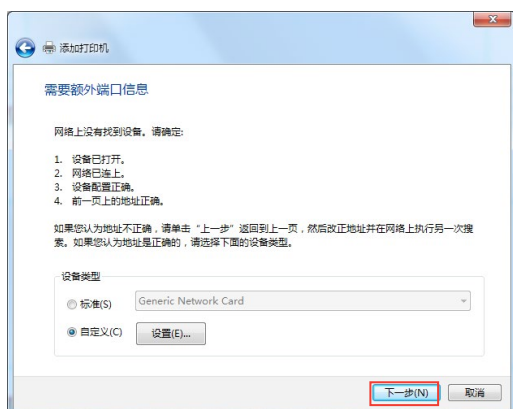 添加打印机
需要额外端口信息
网络上没有找到设备。请确定:
1. 设备已打开。
2. 网络已连上。
3. 设备配置正确。
4. 前一页上的地址正确。
如果您认为地址不正确，请单击“上一步”返回到上一页，然后改正地址并在网络上执行另一次搜
索。如果您认为地址是正确的，请选择下面的设备类型。
设备类型
标准(S) Generic Network Card
自定义(C) 设置(E)...
下一步(N) 取消